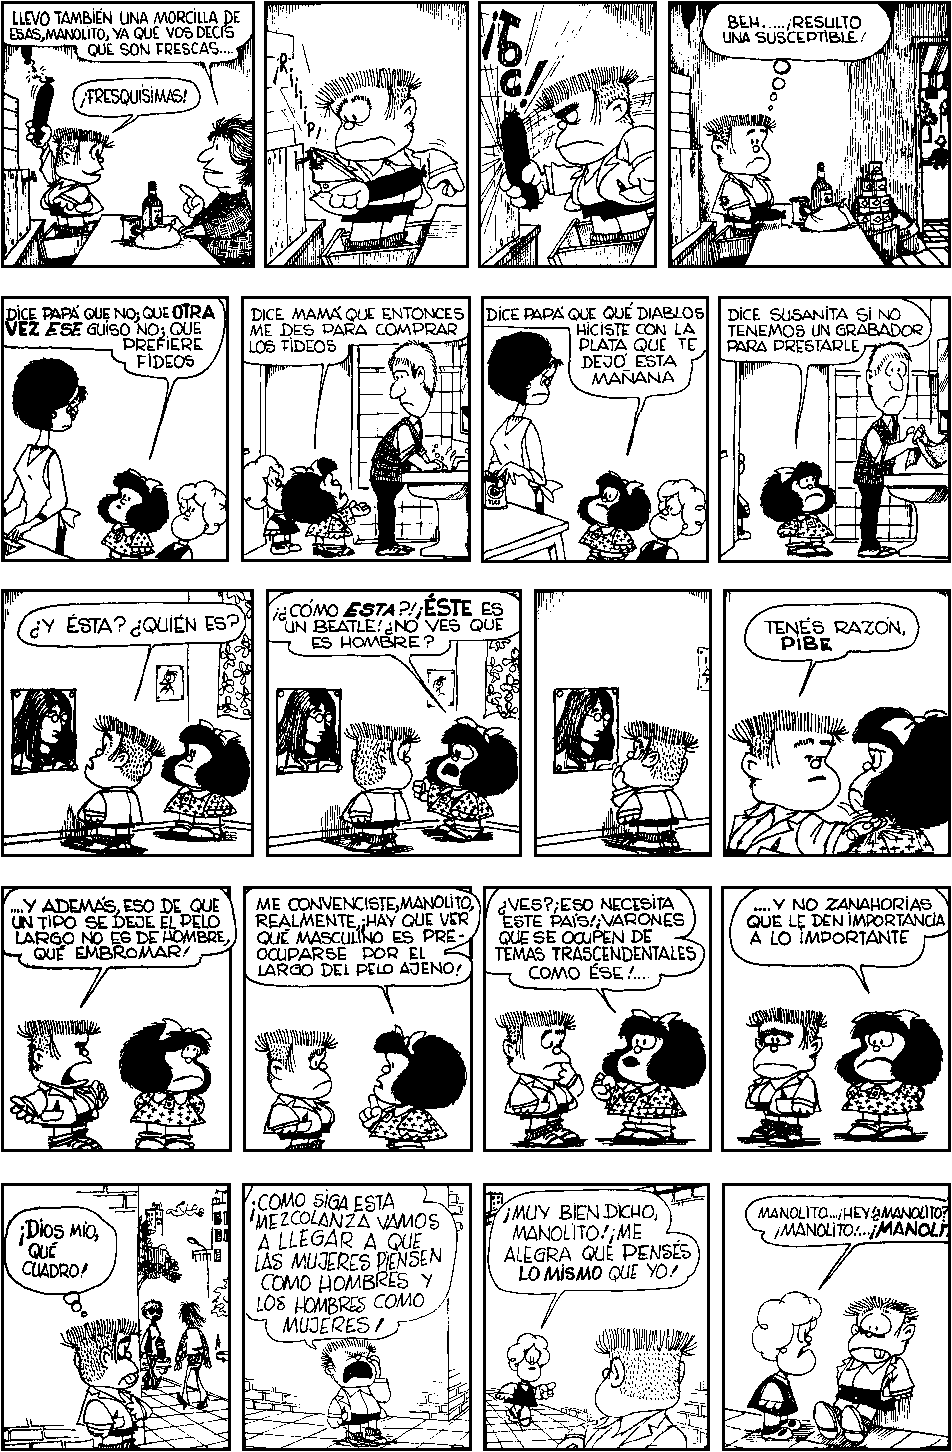 LLEVO TAMBIÉN UNA MORCILLA DE
ESAS, MANOLITO, YA QUE VOS DECÍS
QUE SON FRESCAS....
¡FRESQUISIMAS!
¡R
I
P!
¡TOC!
BEH.....¡RESULTO
UNA SUSCEPTIBLE!
DICE PAPÁ QUE NO; QUE OTRA
VEZ ESE GUISO NO; QUE
PREFIERE
FIDEOS
DICE MAMÁ QUE ENTONCES
ME DES PARA COMPRAR
LOS FIDEOS
DICE PAPÁ QUE QUÉ DIABLOS
HICISTE CON LA
PLATA QUE TE
DEJÓ ESTA
MAÑANA
DICE SUSANITA SI NO
TENEMOS UN GRABADOR
PARA PRESTARLE
¿Y ÉSTA? ¿QUIÉN ES?
¡¿CÓMO ESTA?! ¡ÉSTE ES
UN BEATLE! ¿NO VES QUE
ES HOMBRE?
TENÉS RAZÓN,
PIBE
....Y ADEMÁS, ESO DE QUE
UN TIPO SE DEJE EL PELO
LARGO NO ES DE HOMBRE,
QUÉ EMBROMAR!
ME CONVENCISTE, MANOLITO,
REALMENTE, ¡HAY QUE VER
QUÉ MASCULINO ES PRE-
OCUPARSE POR EL
LARGO DEL PELO AJENO!
¿VES? ¡ESO NECESITA
ESTE PAÍS! ¡VARONES
QUE SE OCUPEN DE
TEMAS TRASCENDENTALES
COMO ÉSE!....
....Y NO ZANAHORIAS
QUE LE DEN IMPORTANCIA
A LO IMPORTANTE
¡DIOS MÍO,
QUÉ
CUADRO!
¡COMO SIGA ESTA
MEZCOLANZA VAMOS
A LLEGAR A QUE
LAS MUJERES PIENSEN
COMO HOMBRES Y
LOS HOMBRES COMO
MUJERES!
¡MUY BIEN DICHO,
MANOLITO! ¡ME
ALEGRA QUE PENSÉS
LO MISMO QUE YO!
MANOLITO...¡HEY! ¿MANOLITO?
¡MANOLITO!...¡MANOLI